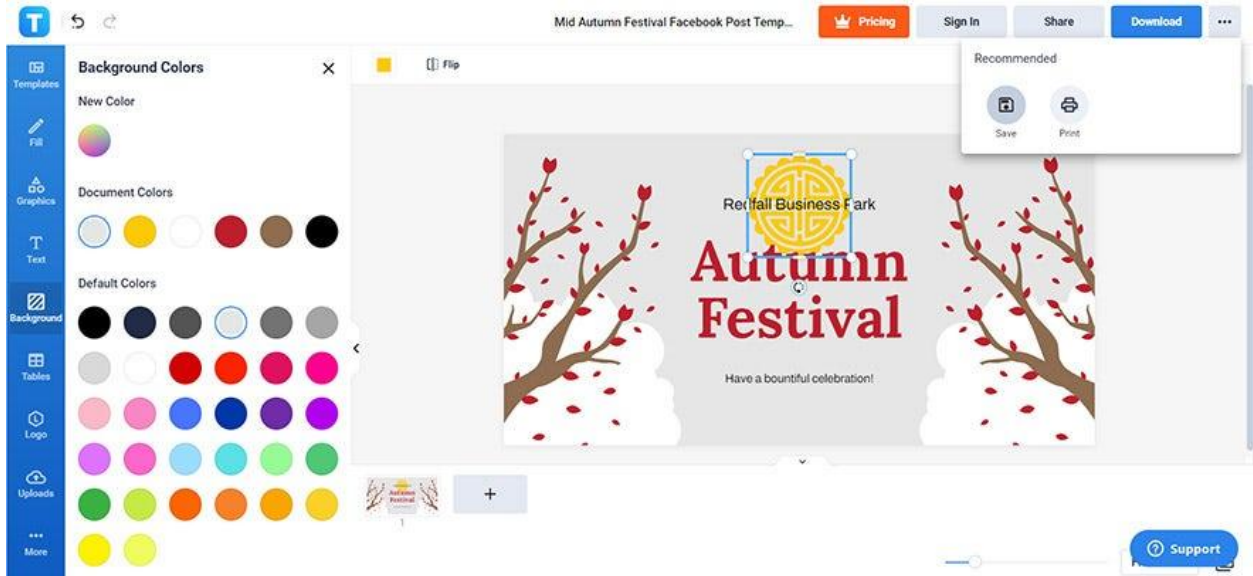 T
Mid Autumn Festival Facebook Post Temp...
Pricing
Sign In
Share
Download
Templates
Fill
Graphics
T
Text
Background
Tables
L
Logo
Uploads
More
Background Colors
New Color
Document Colors
Default Colors
Flip
Recommended
Save
Print
Redfall Business Park
Autumn
Festival
Have a bountiful celebration!
Autumn
Festival
1
Support